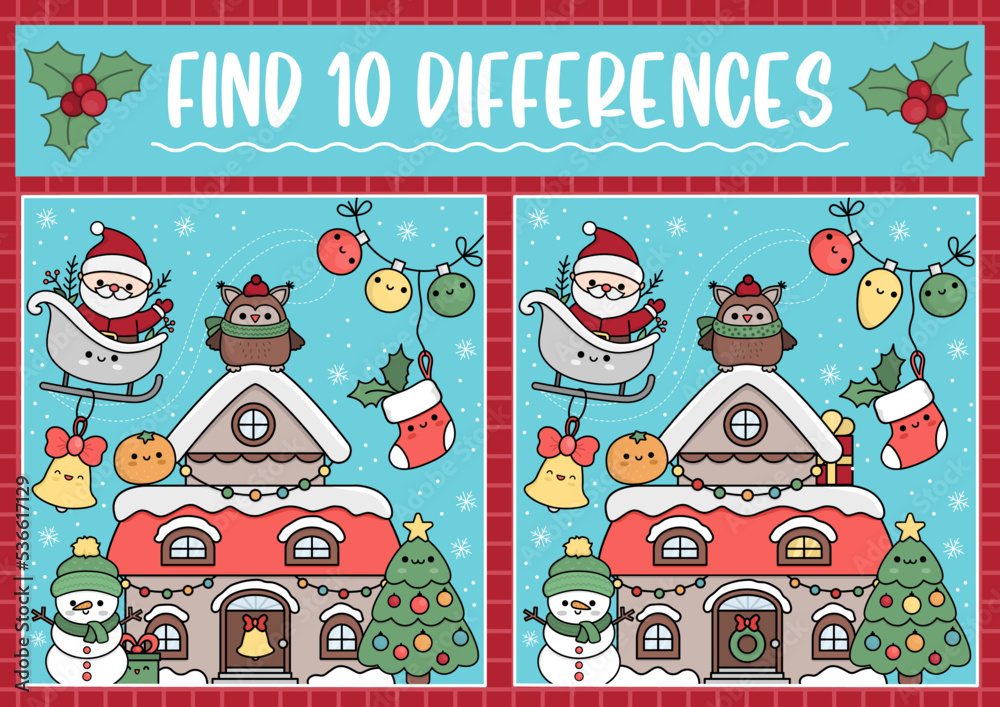 FIND 10 DIFFERENCES
Adobe Stock | #536617129